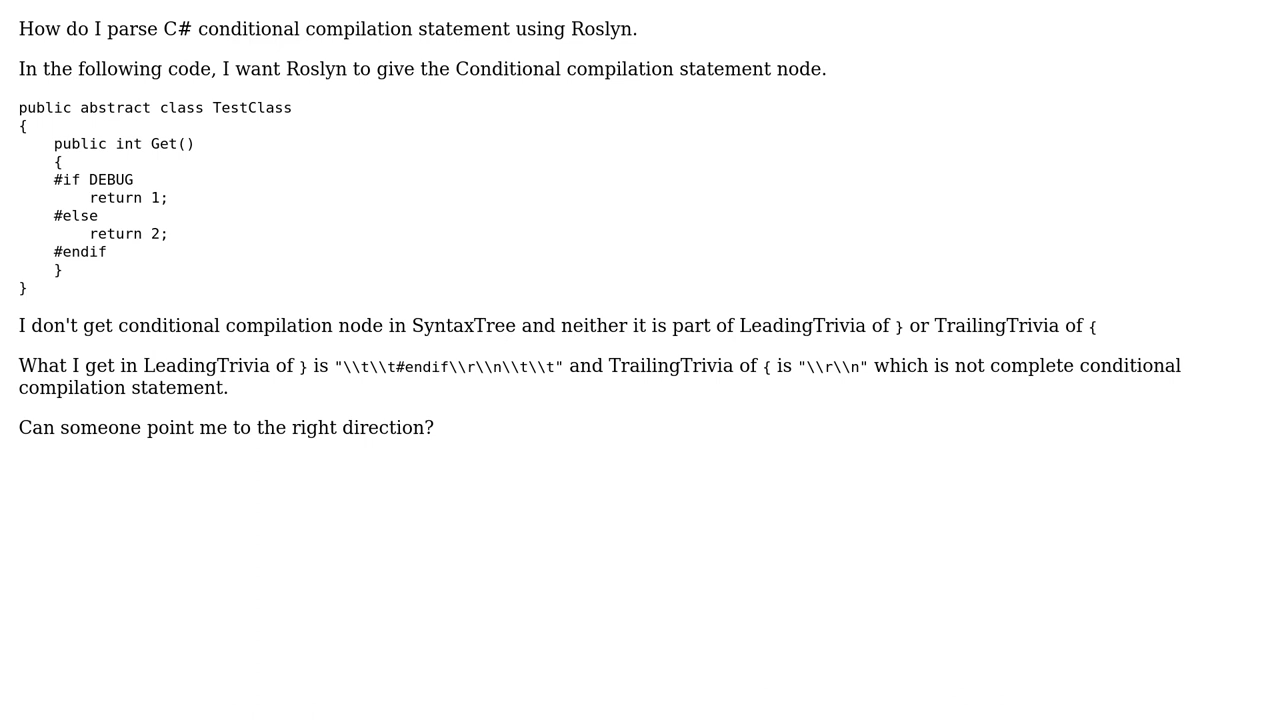 How do I parse C# conditional compilation statement using Roslyn.
In the following code, I want Roslyn to give the Conditional compilation statement node.
public abstract class TestClass
{
    public int Get()
    {
    #if DEBUG
        return 1;
    #else
        return 2;
    #endif
    }
}
I don't get conditional compilation node in SyntaxTree and neither it is part of LeadingTrivia of } or TrailingTrivia of {
What I get in LeadingTrivia of } is "\\t\\t#endif\\r\\n\\t\\t" and TrailingTrivia of { is "\\r\\n" which is not complete conditional
compilation statement.
Can someone point me to the right direction?